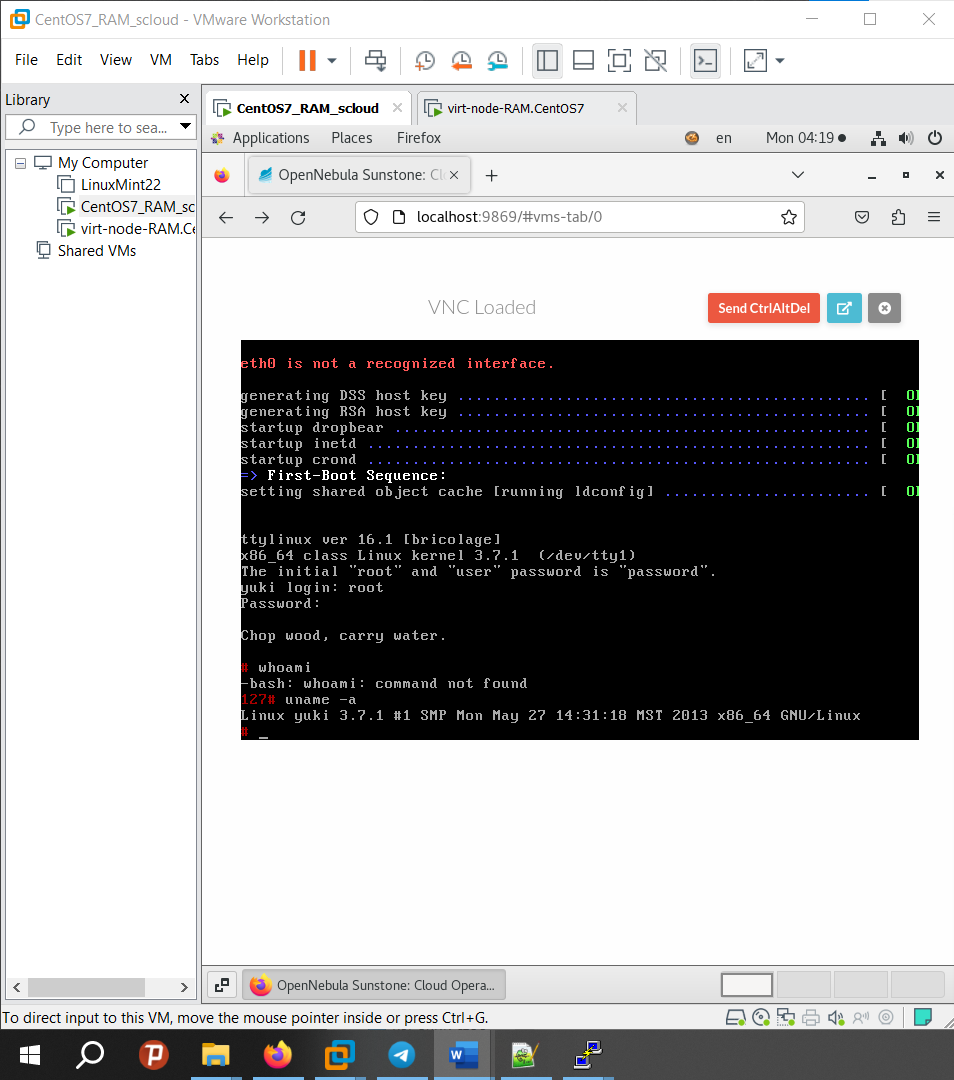 CentOS7_RAM_scloud - VMware Workstation
File Edit View VM Tabs Help
Library
Type here to sea...
My Computer
LinuxMint22
CentOS7_RAM_sc
virt-node-RAM.Ce
Shared VMs
CentOS7_RAM_scloud
virt-node-RAM.CentOS7
Applications Places Firefox en Mon 04:19
OpenNebula Sunstone: Cl
localhost:9869/#vms-tab/0
VNC Loaded
Send CtrlAltDel
eth0 is not a recognized interface.
generating DSS host key .............................................. [ OK
generating RSA host key .............................................. [ OK
startup dropbear ..................................................... [ OK
startup inetd ........................................................ [ OK
startup crond ........................................................ [ OK
=> First-Boot Sequence:
setting shared object cache [running ldconfig] ....................... [ OK
ttylinux ver 16.1 [bricolage]
x86_64 class Linux kernel 3.7.1 (/dev/tty1)
The initial "root" and "user" password is "password".
yuki login: root
Password:
Chop wood, carry water.
# whoami
-bash: whoami: command not found
127# uname -a
Linux yuki 3.7.1 #1 SMP Mon May 27 14:31:18 MST 2013 x86_64 GNU/Linux
# _
OpenNebula Sunstone: Cloud Opera...
To direct input to this VM, move the mouse pointer inside or press Ctrl+G.